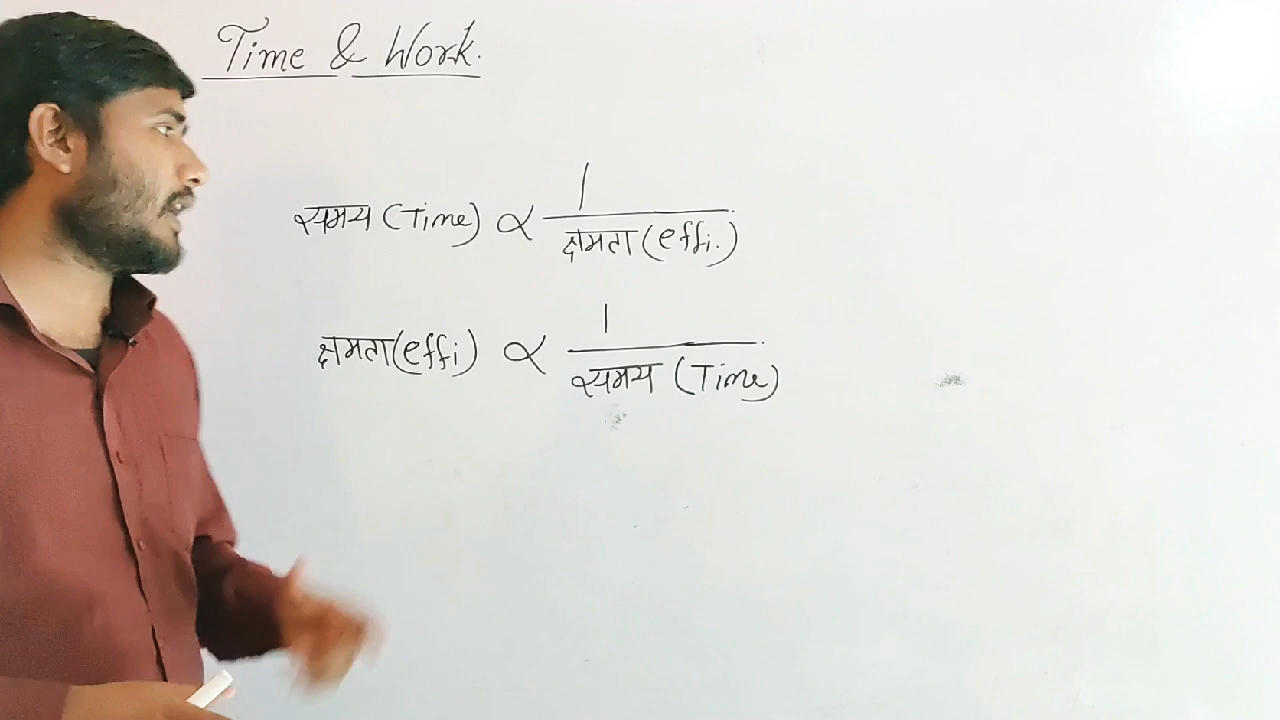 Time & Work.
समय (Time) ∝ 1/क्षमता (effi.)
क्षमता (effi) ∝ 1/समय (Time)